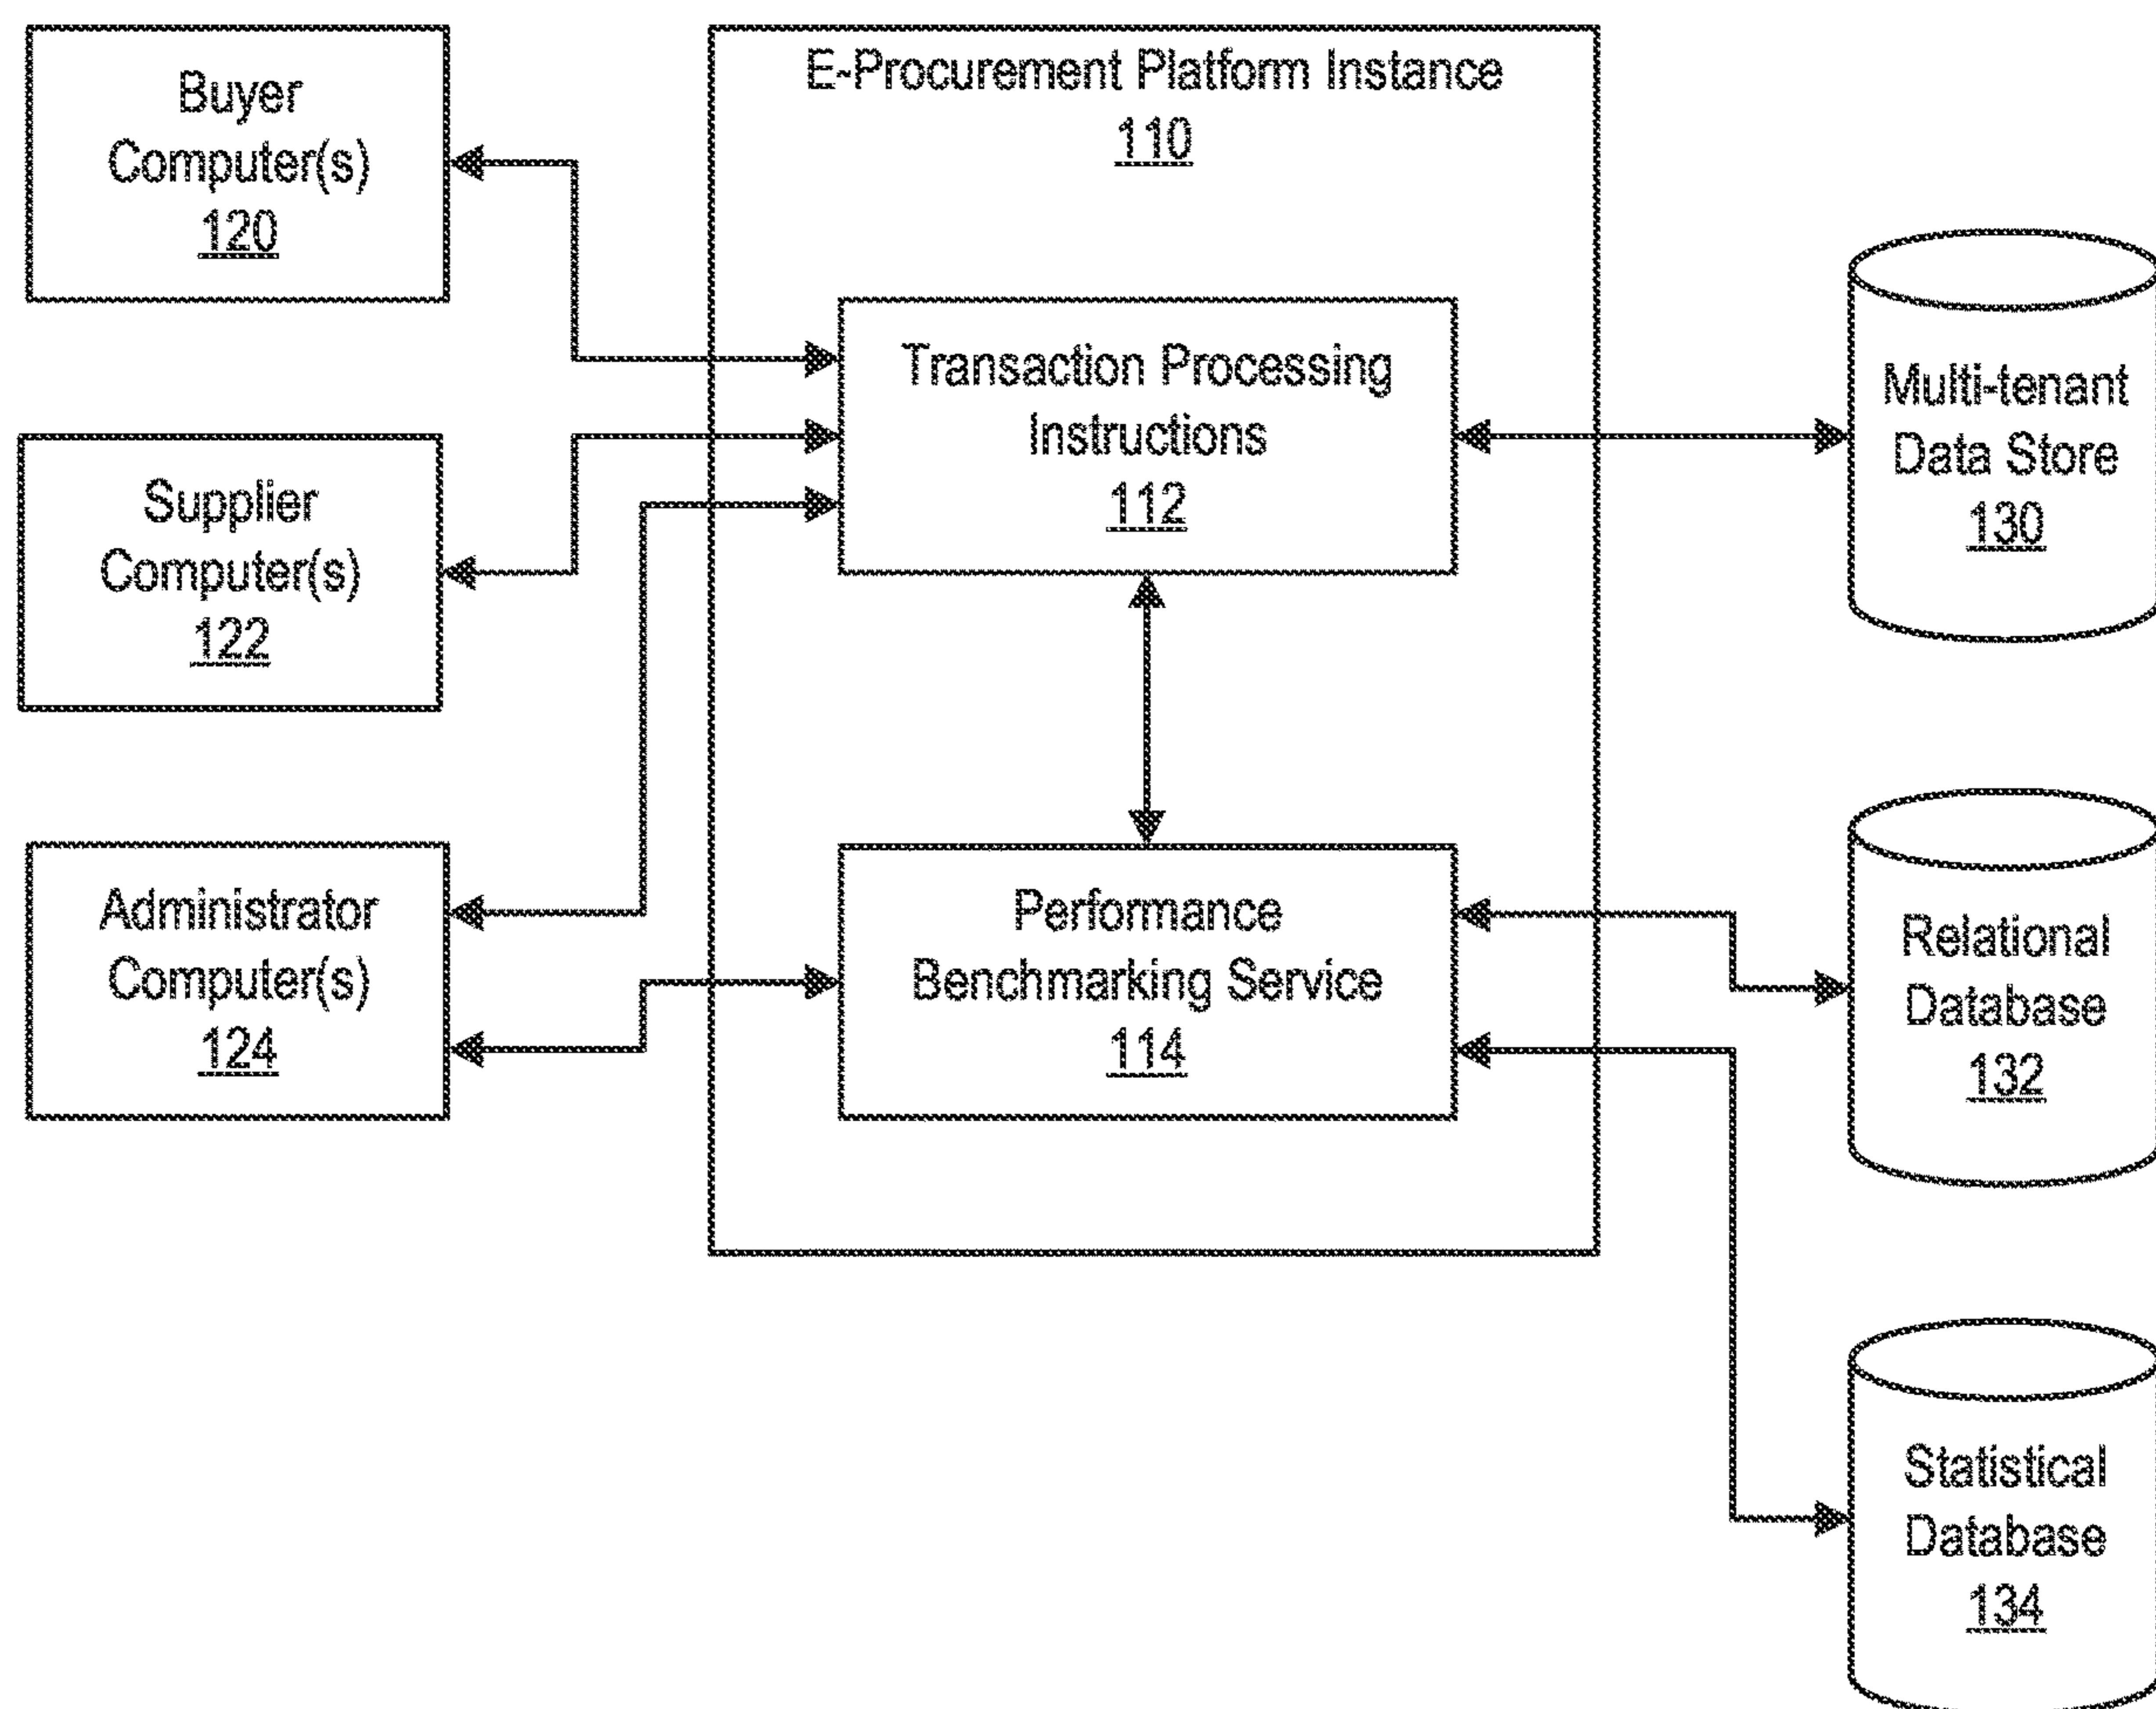 Buyer
Computer(s)
120
Supplier
Computer(s)
122
Administrator
Computer(s)
124
E-Procurement Platform Instance
110
Transaction Processing
Instructions
112
Performance
Benchmarking Service
114
Multi-tenant
Data Store
130
Relational
Database
132
Statistical
Database
134